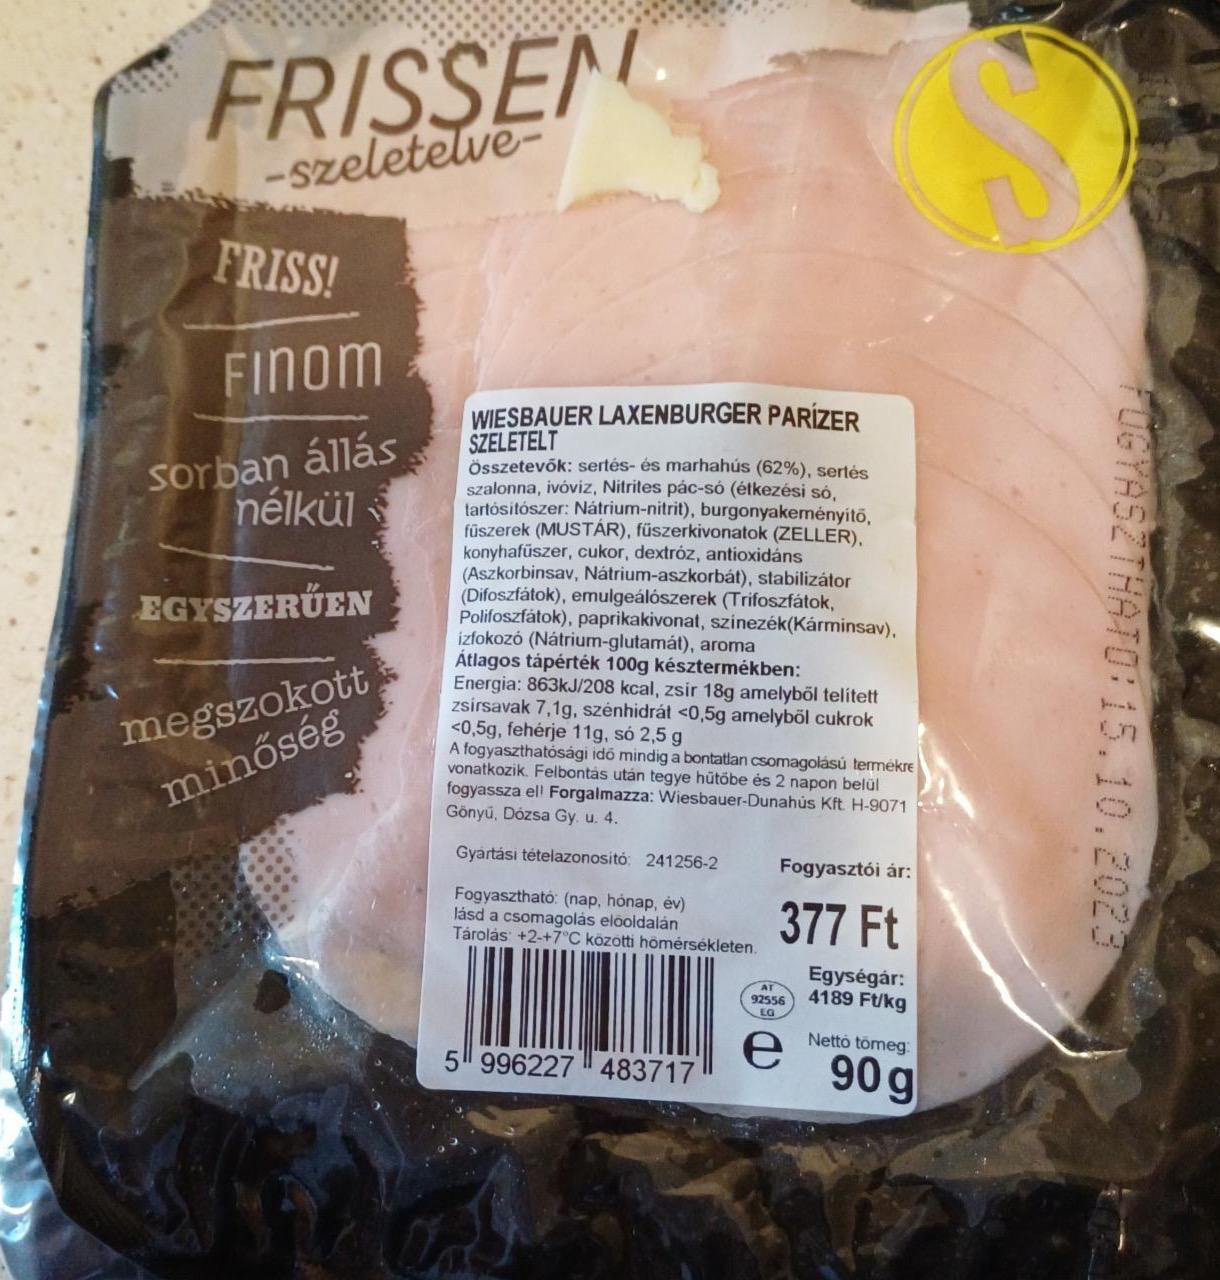 FRISSEN
-szeletelve-
S
FRISS!
FINOM
sorban állás
nélkül
EGYSZERŰEN
megszokott
minőség
WIESBAUER LAXENBURGER PARÍZER
SZELETELT
Összetevők: sertés- és marhahús (62%), sertés
szalonna, ivóvíz, Nitrites pác-só (étkezési só,
tartósítószer: Nátrium-nitrit), burgonyakeményítő,
fűszerek (MUSTÁR), fűszerkivonatok (ZELLER),
konyhafűszer, cukor, dextróz, antioxidáns
(Aszkorbinsav, Nátrium-aszkorbát), stabilizátor
(Difoszfátok), emulgeálószerek (Trifoszfátok,
Polifoszfátok), paprikakivonat, színezék(Kárminsav),
ízfokozó (Nátrium-glutamát), aroma
Átlagos tápérték 100g késztermékben:
Energia: 863kJ/208 kcal, zsír 18g amelyből telített
zsírsavak 7,1g, szénhidrát <0,5g amelyből cukrok
<0,5g, fehérje 11g, só 2,5 g
A fogyaszthatósági idő mindig a bontatlan csomagolású termékre
vonatkozik. Felbontás után tegye hűtőbe és 2 napon belül
fogyassza el! Forgalmazza: Wiesbauer-Dunahús Kft. H-9071
Gönyű, Dózsa Gy. u. 4.
Gyártási tételazonosító: 241256-2
Fogyasztói ár:
377 Ft
Fogyasztható: (nap, hónap, év)
lásd a csomagolás előoldalán
Tárolás: +2-+7°C közötti hőmérsékleten.
Egységár:
4189 Ft/kg
AT
92556
EG
e
Nettó tömeg:
90g
5 996227 483717
FOGYASZTHATÓ: 15.10.2023